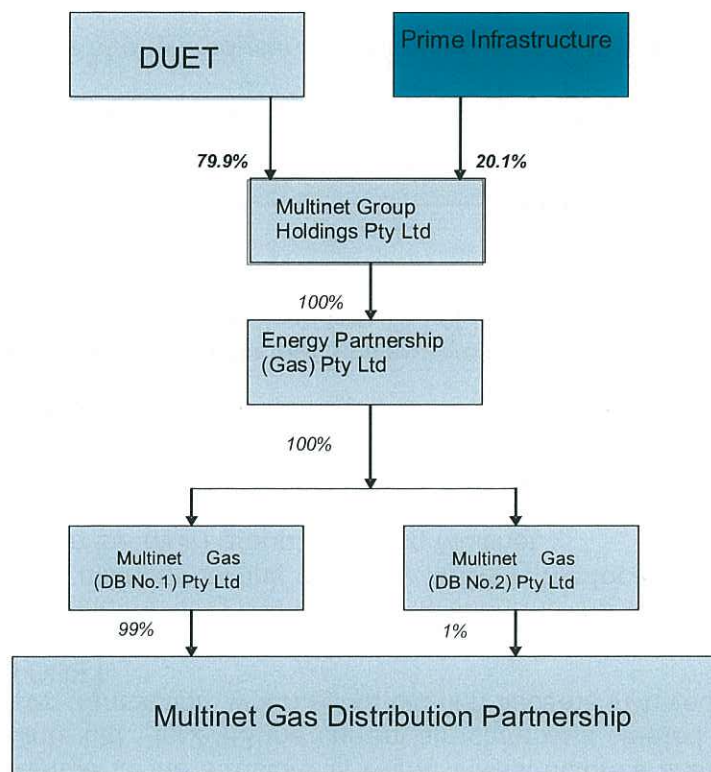 DUET
Prime Infrastructure
79.9%
20.1%
Multinet Group
Holdings Pty Ltd
100%
Energy Partnership
(Gas) Pty Ltd
100%
Multinet Gas
(DB No.1) Pty Ltd
Multinet Gas
(DB No.2) Pty Ltd
99%
1%
Multinet Gas Distribution Partnership